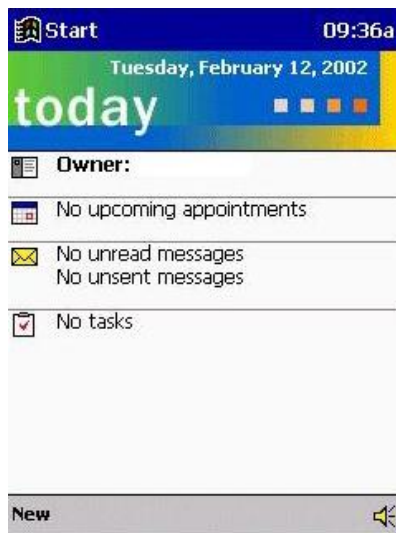 Start 09:36a
Tuesday, February 12, 2002
today
Owner:
No upcoming appointments
No unread messages
No unsent messages
No tasks
New